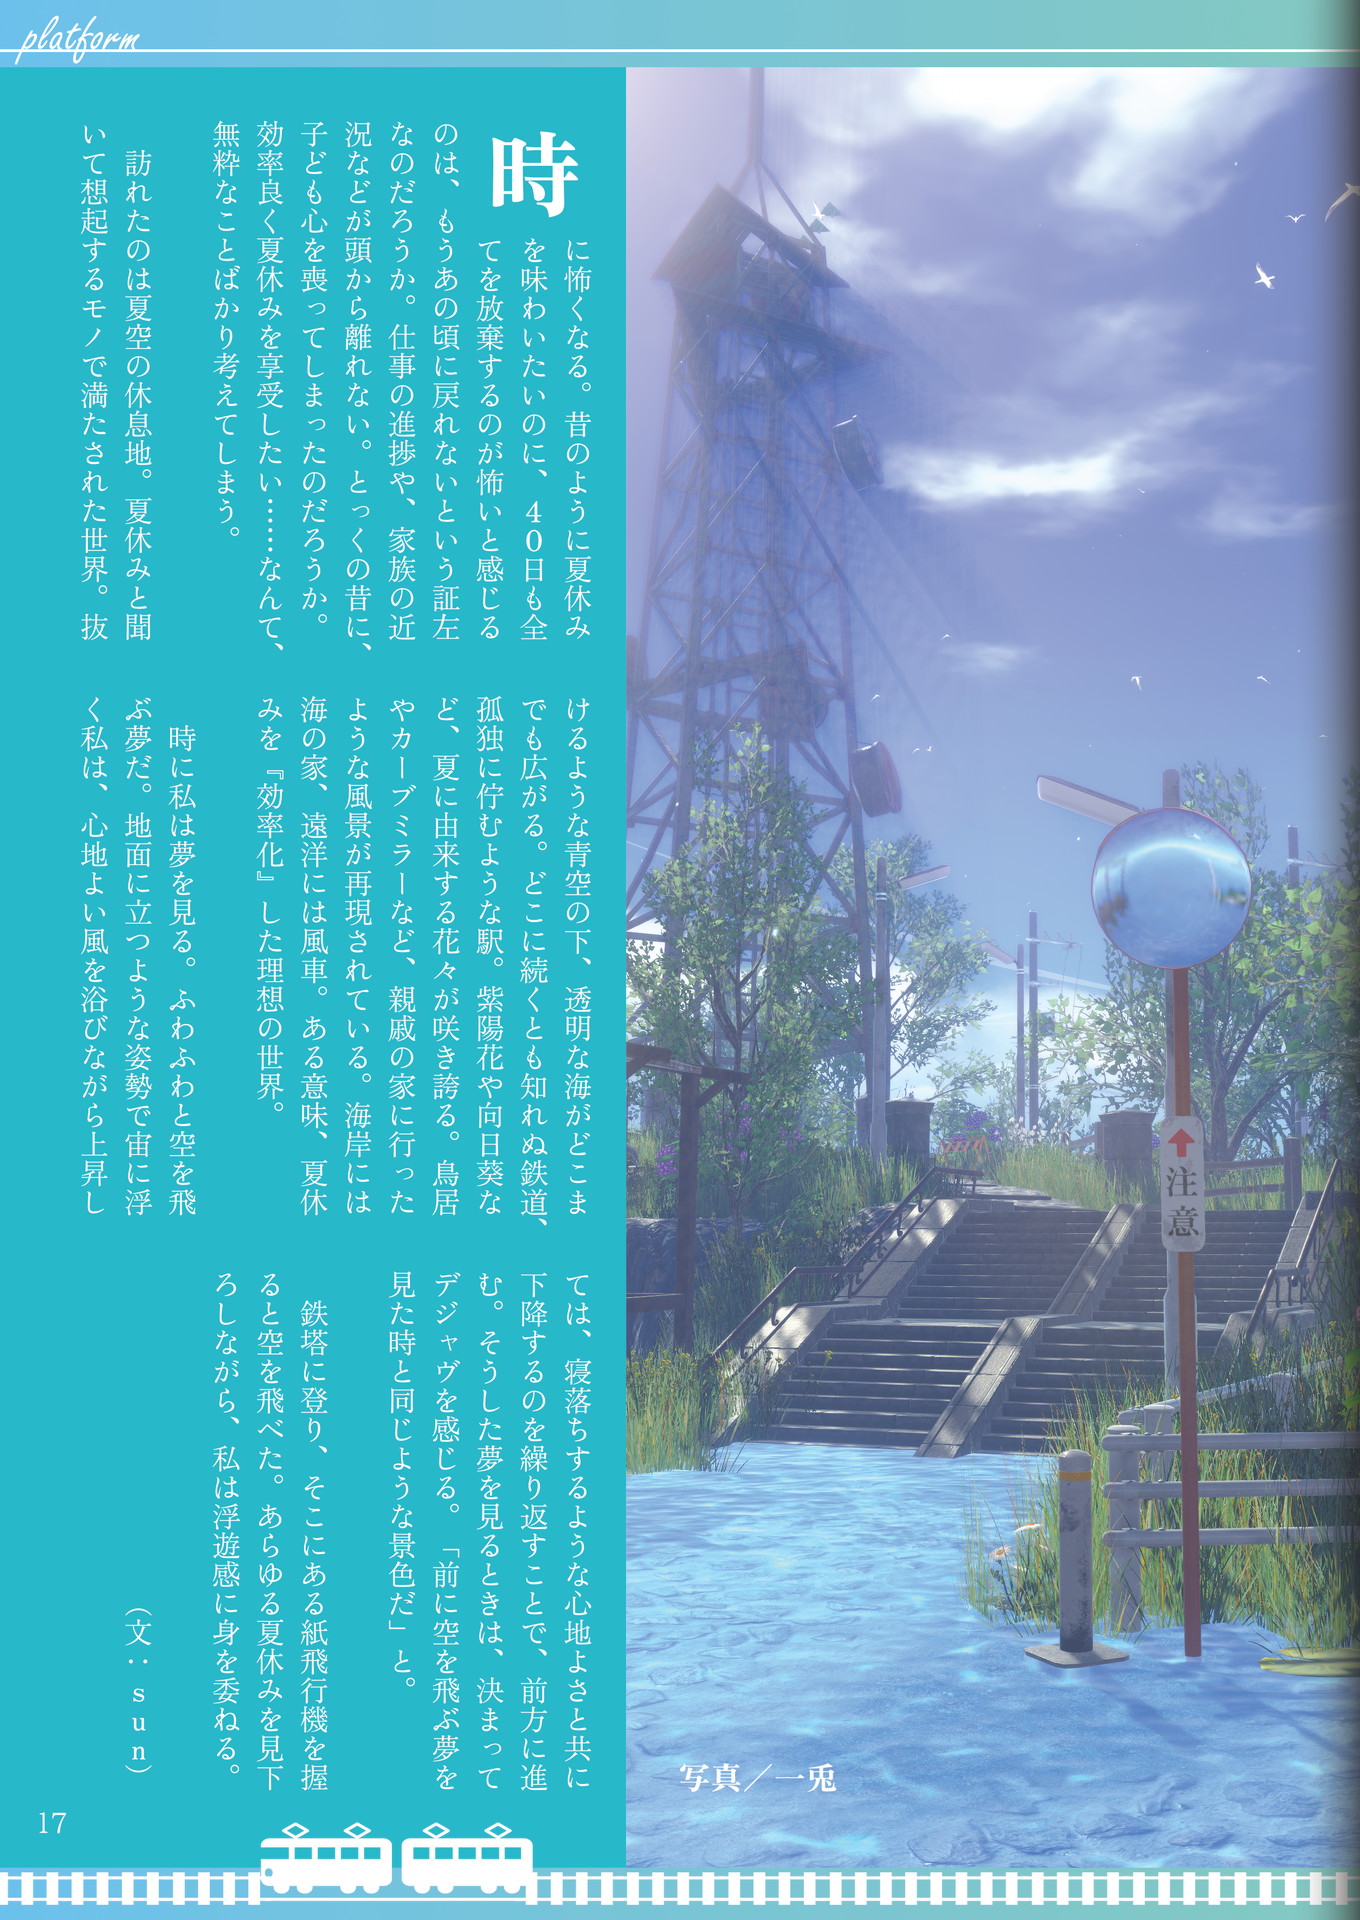 platform
時に怖くなる。昔のように夏休み
を味わいたいのに、40日も全
てを放棄するのが怖いと感じる
のは、もうあの頃に戻れないという証左
なのだろうか。仕事の進捗や、家族の近
況などが頭から離れない。とっくの昔に、
子ども心を喪ってしまったのだろうか。
効率良く夏休みを享受したい……なんて、
無粋なことばかり考えてしまう。
訪れたのは夏空の休息地。夏休みと聞
いて想起するモノで満たされた世界。抜
けるような青空の下、透明な海がどこま
でも広がる。どこに続くとも知れぬ鉄道、
孤独に佇むような駅。紫陽花や向日葵な
ど、夏に由来する花々が咲き誇る。鳥居
やカーブミラーなど、親戚の家に行った
ような風景が再現されている。海岸には
海の家、遠洋には風車。ある意味、夏休
みを『効率化』した理想の世界。
時に私は夢を見る。ふわふわと空を飛
ぶ夢だ。地面に立つような姿勢で宙に浮
く私は、心地よい風を浴びながら上昇し
ては、寝落ちするような心地よさと共に
下降するのを繰り返すことで、前方に進
む。そうした夢を見るときは、決まって
デジャヴを感じる。「前に空を飛ぶ夢を
見た時と同じような景色だ」と。
鉄塔に登り、そこにある紙飛行機を握
ると空を飛べた。あらゆる夏休みを見下
ろしながら、私は浮遊感に身を委ねる。
（文：sun）
注意
写真／一兎
17